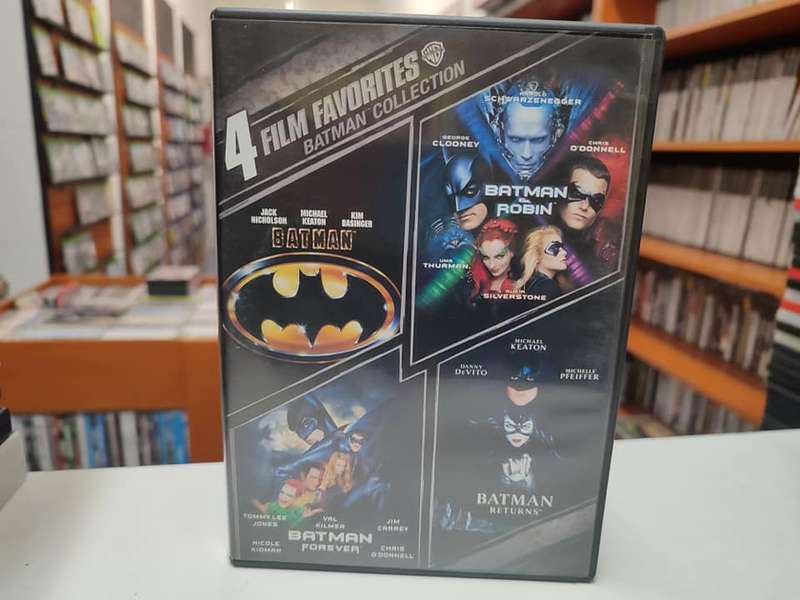 4 FILM FAVORITES
BATMAN™ COLLECTION
WB
JACK NICHOLSON
MICHAEL KEATON
KIM BASINGER
BATMAN
ARNOLD SCHWARZENEGGER
GEORGE CLOONEY
CHRIS O'DONNELL
BATMAN & ROBIN
UMA THURMAN
ALICIA SILVERSTONE
TOMMY LEE JONES
VAL KILMER
JIM CARREY
BATMAN FOREVER
NICOLE KIDMAN
CHRIS O'DONNELL
MICHAEL KEATON
DANNY DeVITO
MICHELLE PFEIFFER
BATMAN RETURNS